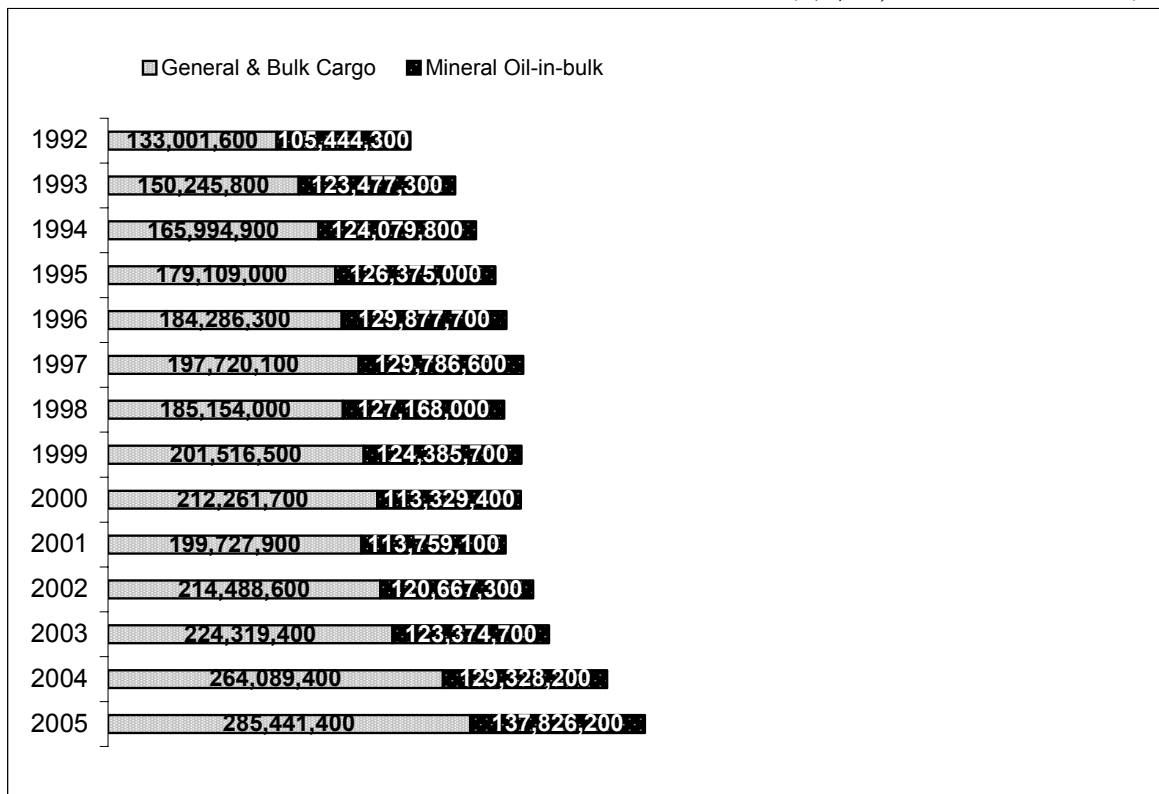 General & Bulk Cargo Mineral Oil-in-bulk
1992 133,001,600 105,444,300
1993 150,245,800 123,477,300
1994 165,994,900 124,079,800
1995 179,109,000 126,375,000
1996 184,286,300 129,877,700
1997 197,720,100 129,786,600
1998 185,154,000 127,168,000
1999 201,516,500 124,385,700
2000 212,261,700 113,329,400
2001 199,727,900 113,759,100
2002 214,488,600 120,667,300
2003 224,319,400 123,374,700
2004 264,089,400 129,328,200
2005 285,441,400 137,826,200